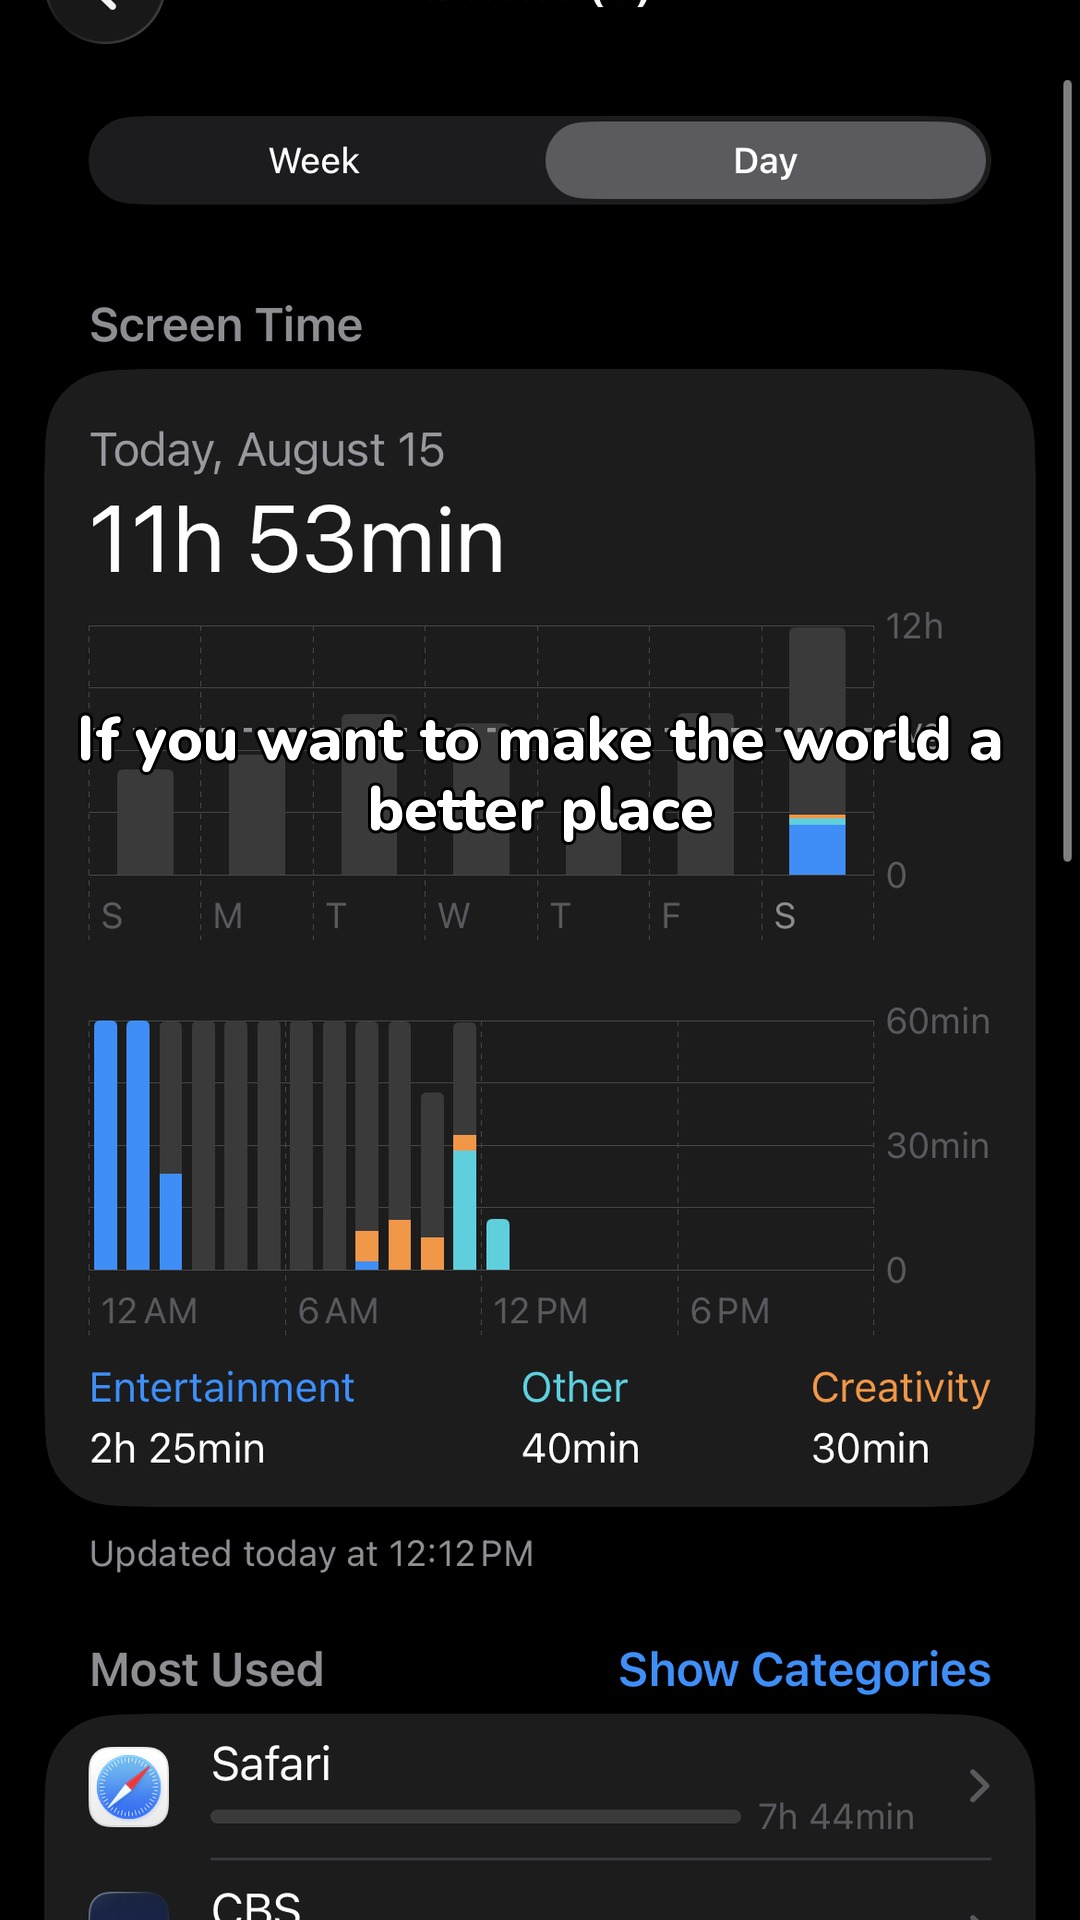 Week
Day
Screen Time
Today, August 15
11h 53min
12h
If you want to make the world a
better place
0
S M T W T F S
60min
30min
0
12 AM 6 AM 12 PM 6 PM
Entertainment Other Creativity
2h 25min 40min 30min
Updated today at 12:12 PM
Most Used
Show Categories
Safari
7h 44min
CBS